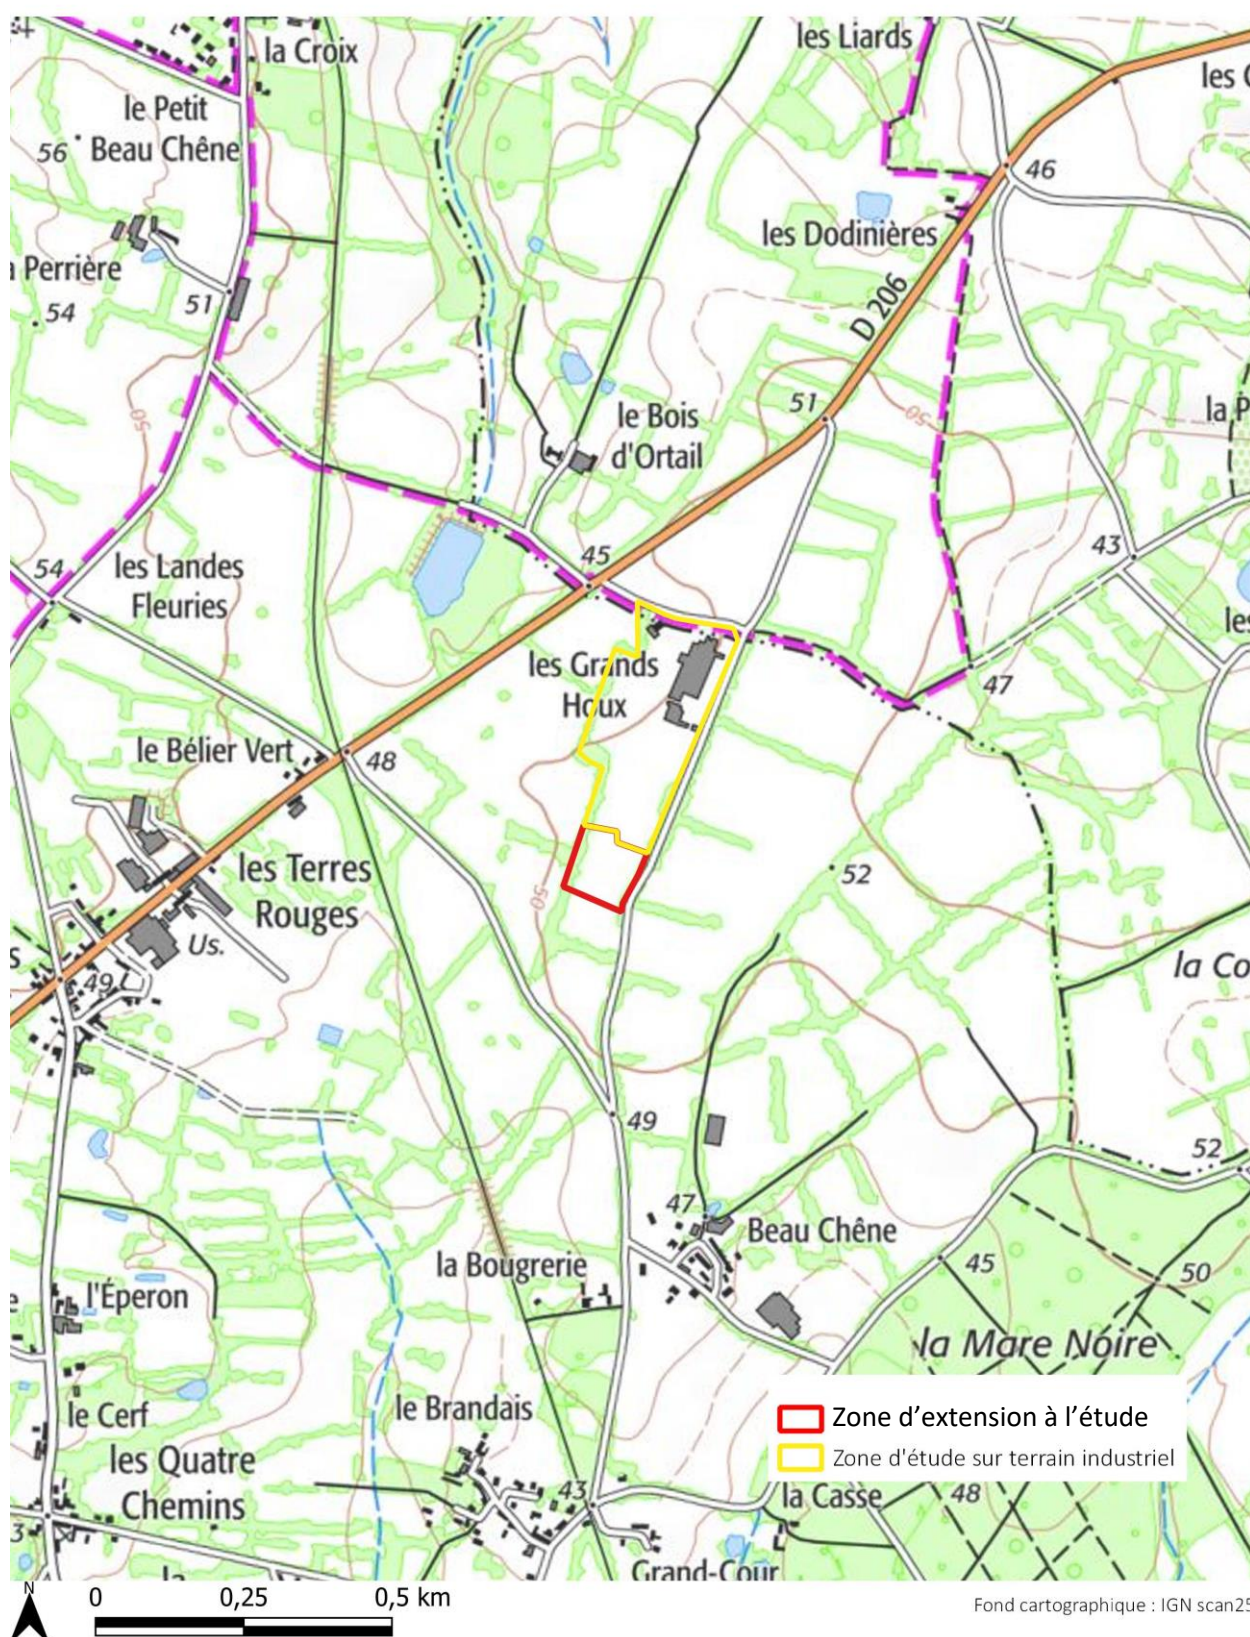 la Croix
les Liards
le Petit
Beau Chêne
56
46
les Dodinières
Perrière
51
54
D 206
51
50
50
le Bois
d'Ortail
45
43
54
les Landes
Fleuries
les Grands
Houx
47
le Bélier Vert
48
les Terres
Rouges
52
50
Us.
49
la Co
49
52
47
Beau Chêne
la Bougrerie
45
50
l'Éperon
la Mare Noire
le Cerf
le Brandais
Zone d'extension à l'étude
Zone d'étude sur terrain industriel
les Quatre
Chemins
43
la Casse
48
3
Grand-Cour
la
N
0 0,25 0,5 km
Fond cartographique : IGN scan25